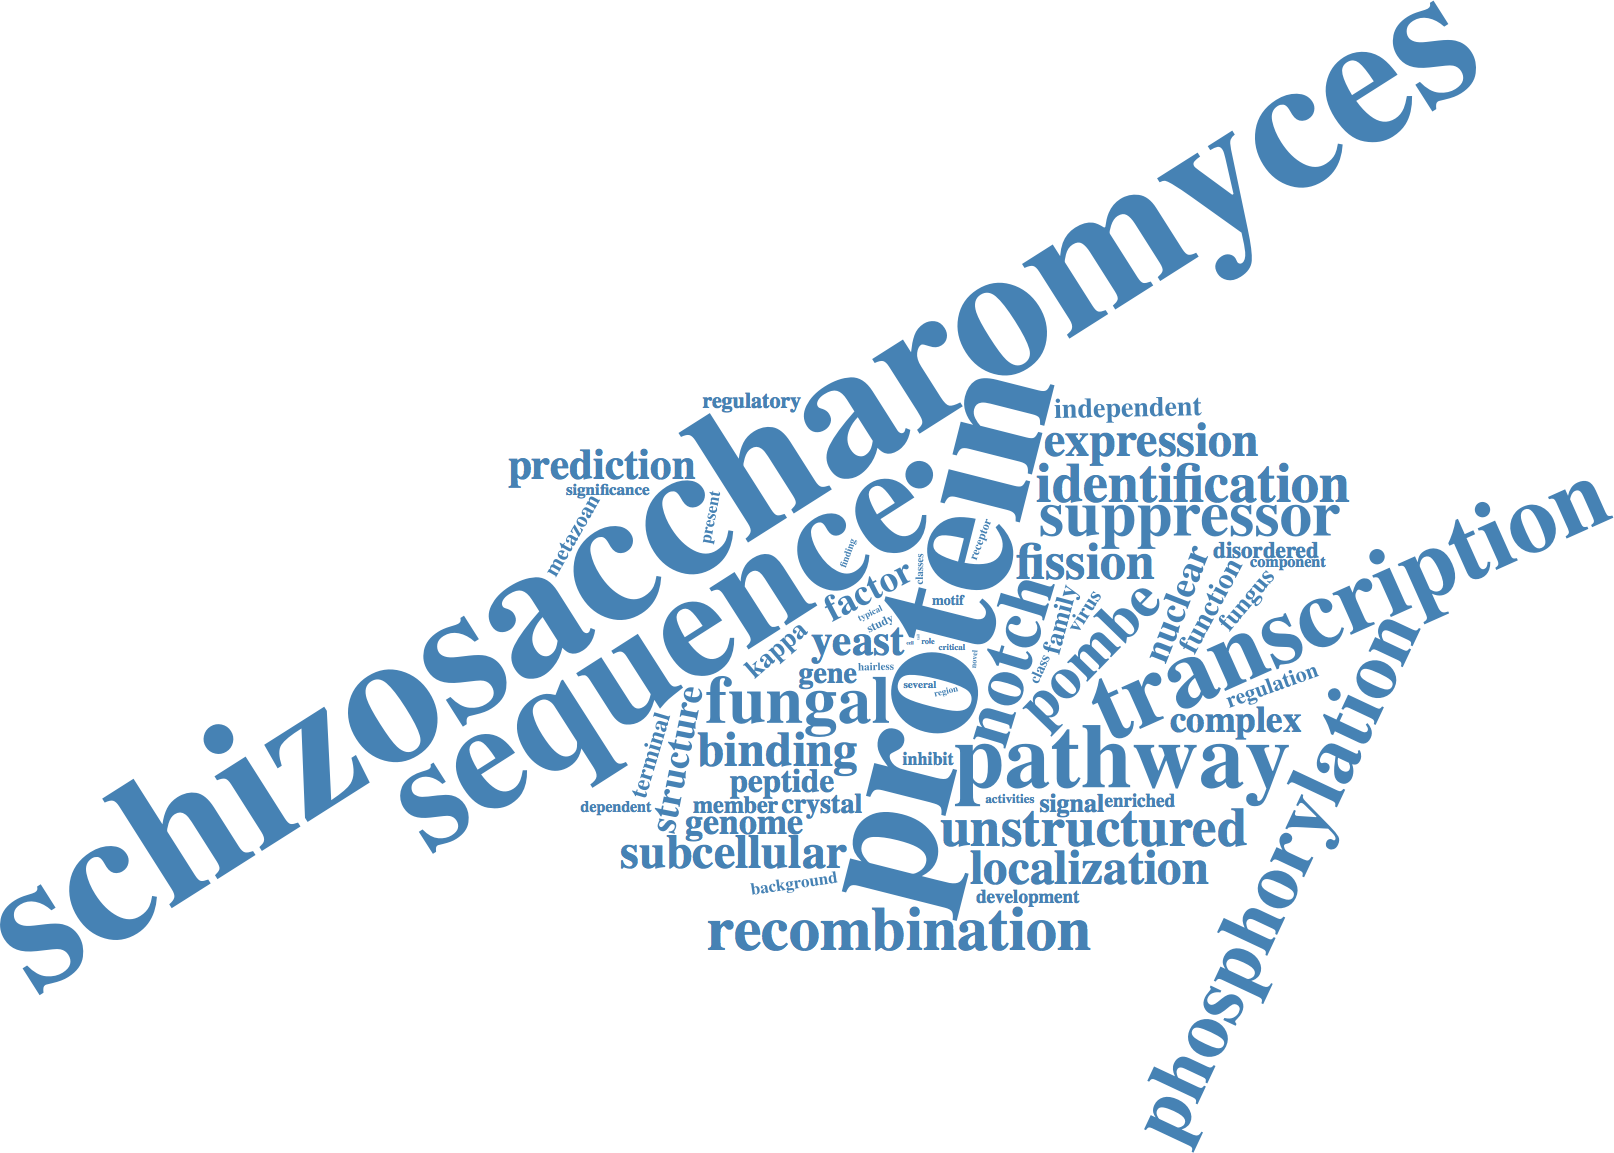 schizosaccharomyces
sequence
protein
regulatory
independent
expression
prediction
significance
identification
suppressor
metazoan
present
finding
receptor
classes
transcription
fission
disordered
component
nuclear
function
fungus
factor
motif
typical
study
family
virus
class
pombe
notch
kappa
yeast
cell
role
critical
novel
gene
hairless
several
region
fungal
regulation
complex
phosphorylation
terminal
structure
binding
inhibit
pathway
peptide
dependent
member
crystal
activities
signal
enriched
genome
unstructured
subcellular
localization
background
development
recombination